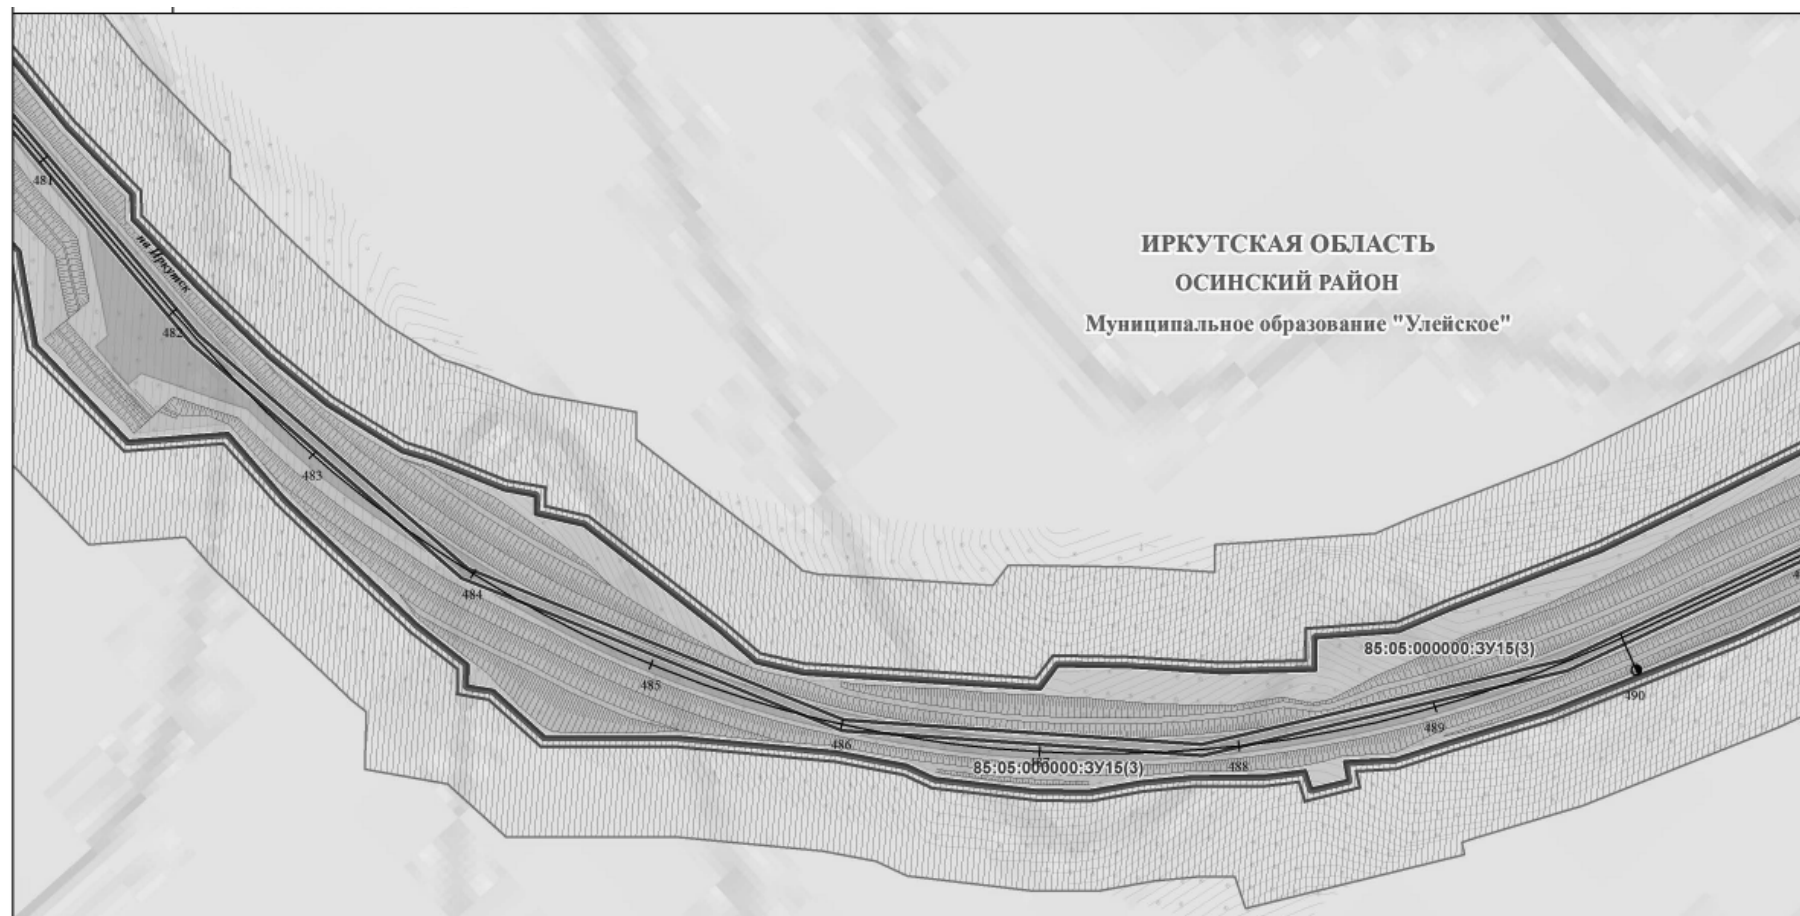 481
на Иркутск
ИРКУТСКАЯ ОБЛАСТЬ
ОСИНСКИЙ РАЙОН
Муниципальное образование "Улейское"
482
483
484
485
486
85:05:000000:ЗУ15(3)
85:05:000000:ЗУ15(3)
488
489
490